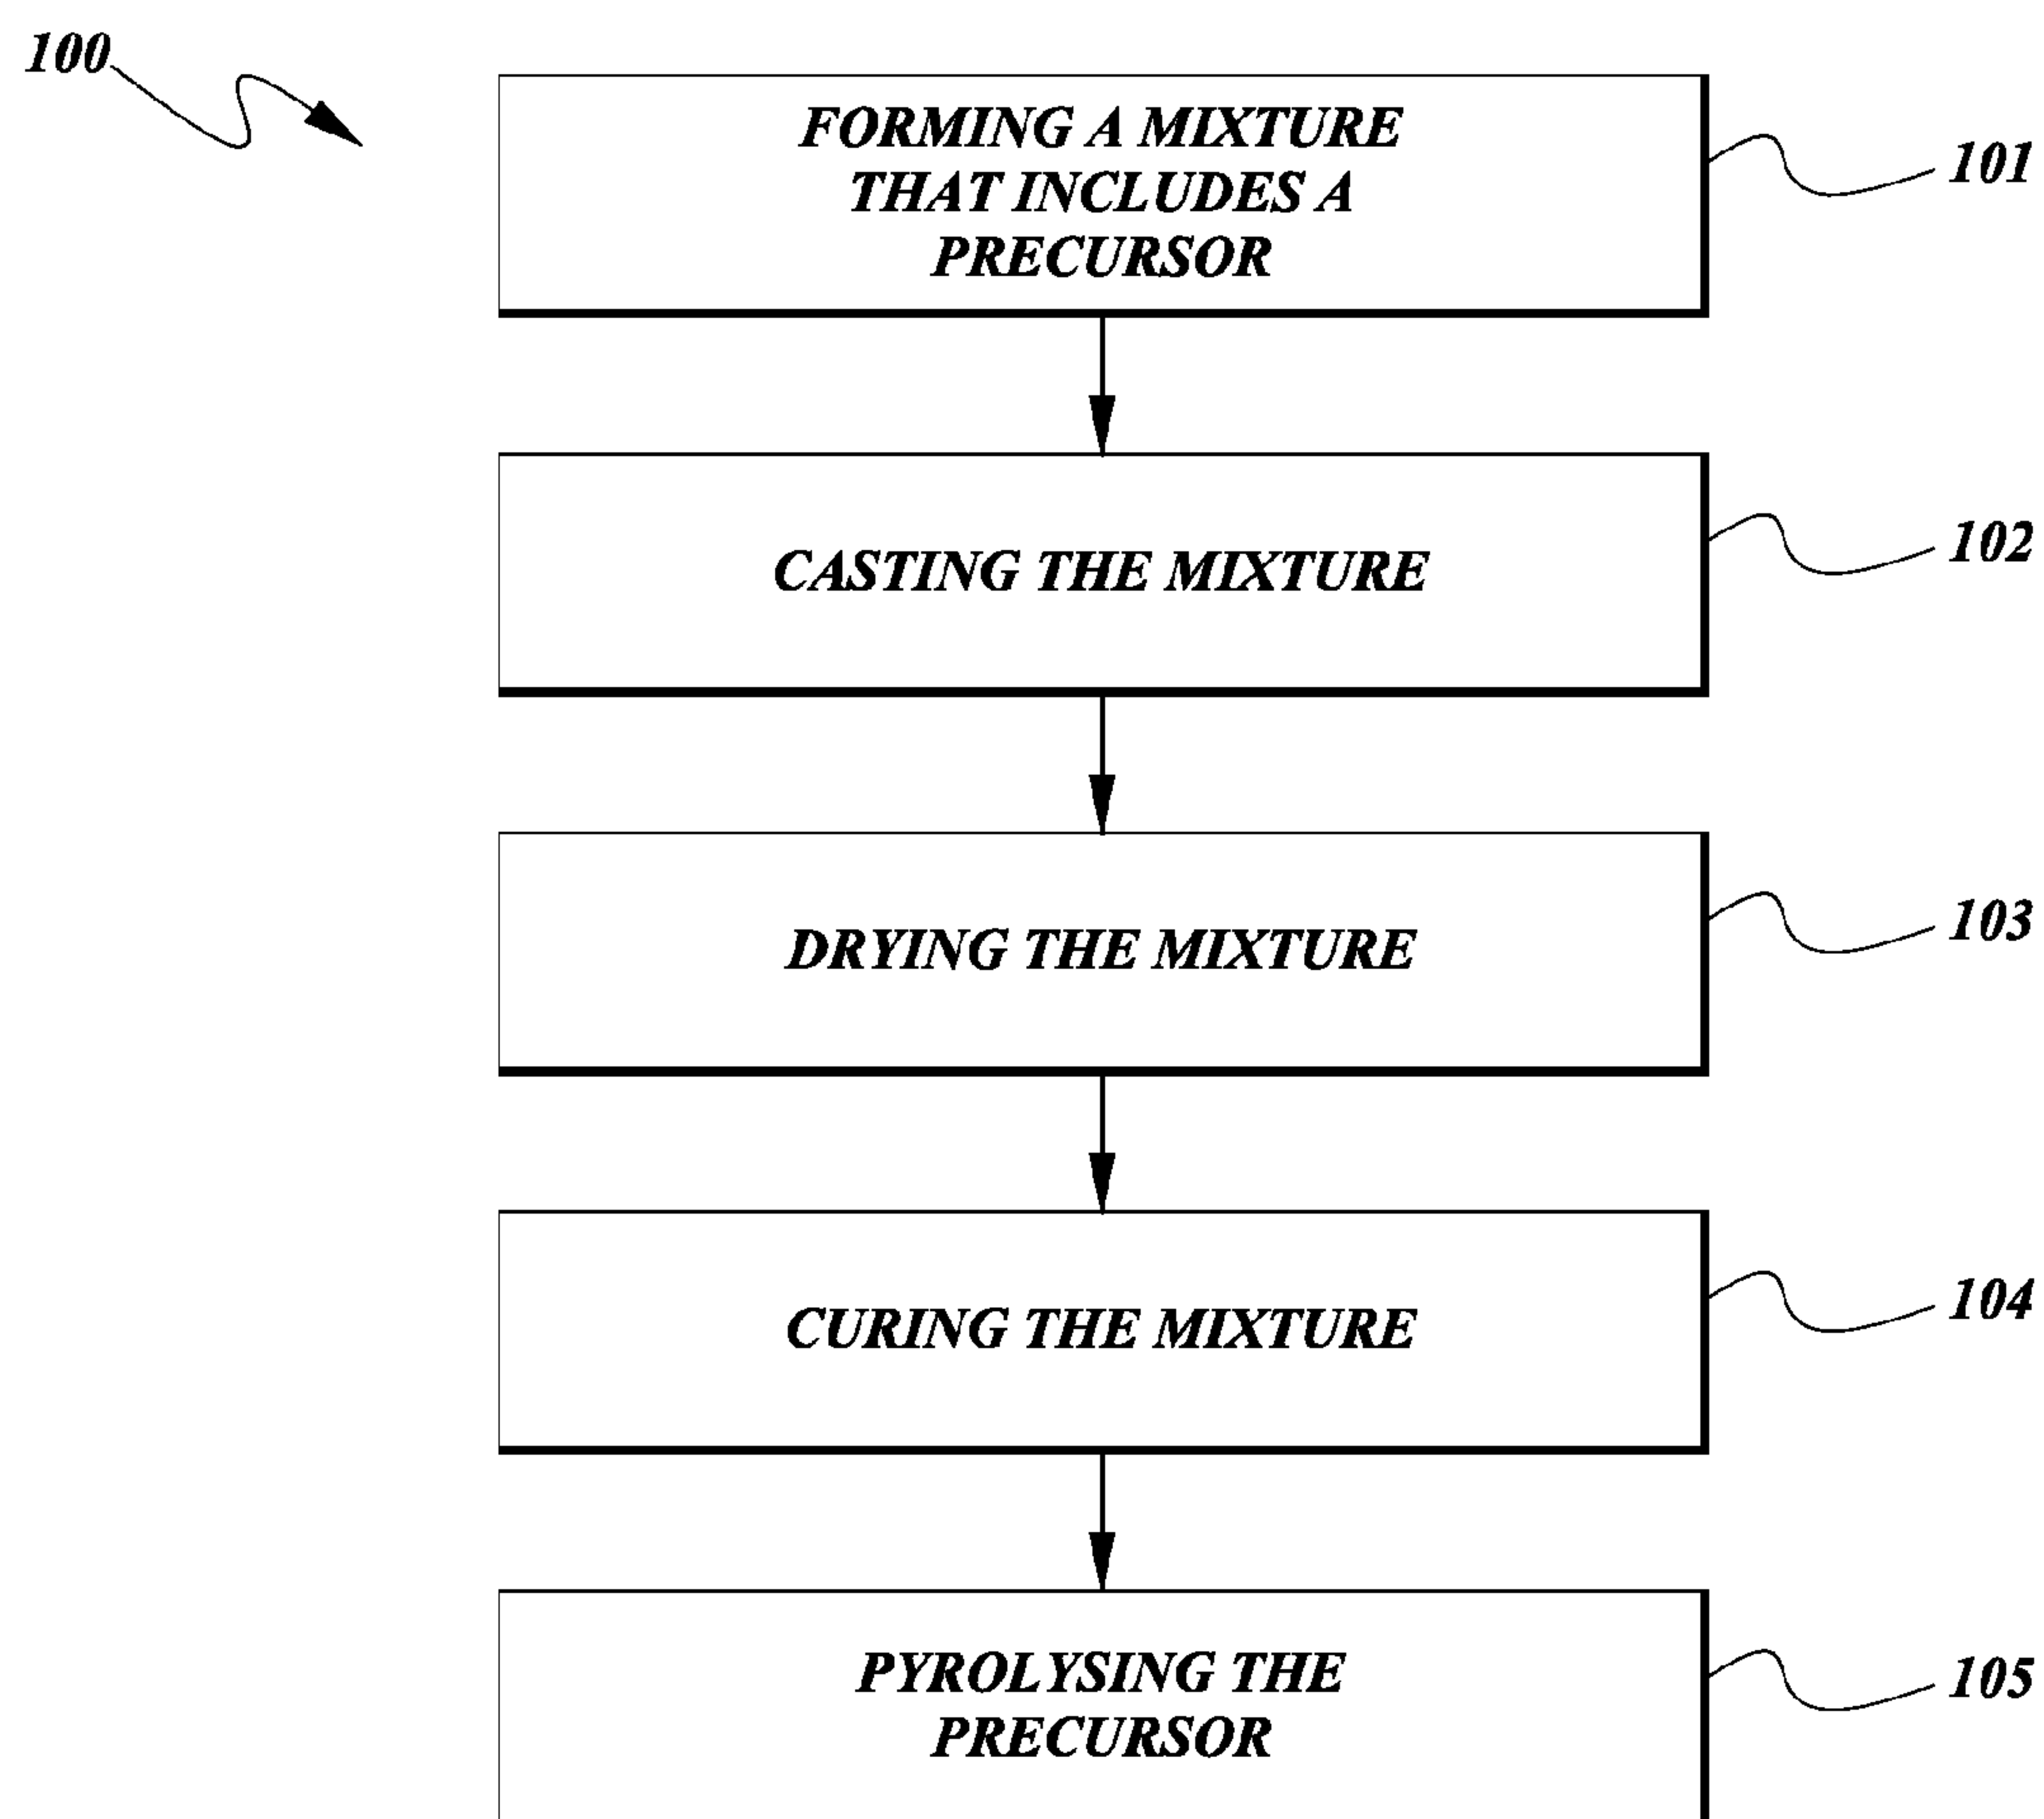 100
FORMING A MIXTURE
THAT INCLUDES A
PRECURSOR
101
CASTING THE MIXTURE
102
DRYING THE MIXTURE
103
CURING THE MIXTURE
104
PYROLYSING THE
PRECURSOR
105